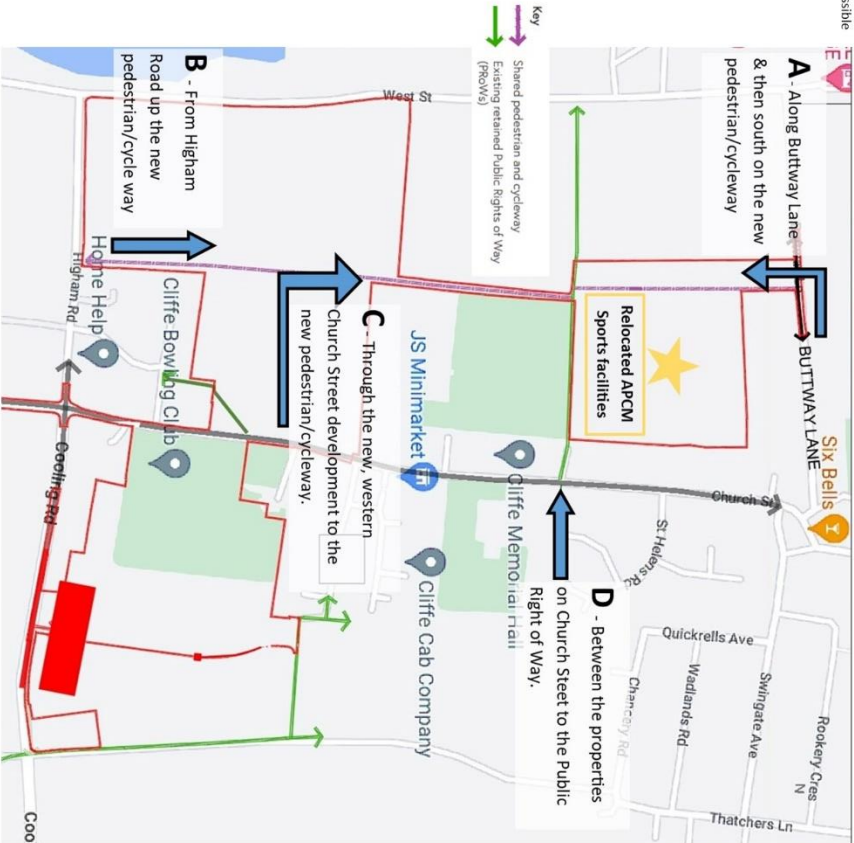 ssible
A - Along Buttway Lane
& then south on the new
pedestrian/cycleway
BUTTWAY LANE
Six Bells
Church St
St Helens Rd
Quickrells Ave
Wadlands Rd
Swingate Ave
Rookery Cres
N
Thatchers Ln
Chancery Rd
Key
Shared pedestrian and cycleway
Existing retained Public Rights of Way
(PRoWs)
Relocated APCM
Sports facilities
D - Between the properties
on Church Steet to the Public
Right of Way.
Cliffe Memorial Hall
JS Minimarket
Cliffe Cab Company
West St
C - Through the new, western
Church Street development to the
new pedestrian/cycleway.
B - From Higham
Road up the new
pedestrian/cycle way
Cliffe Bowling Club
Home Help
Higham Rd
Cooling Rd
Coo